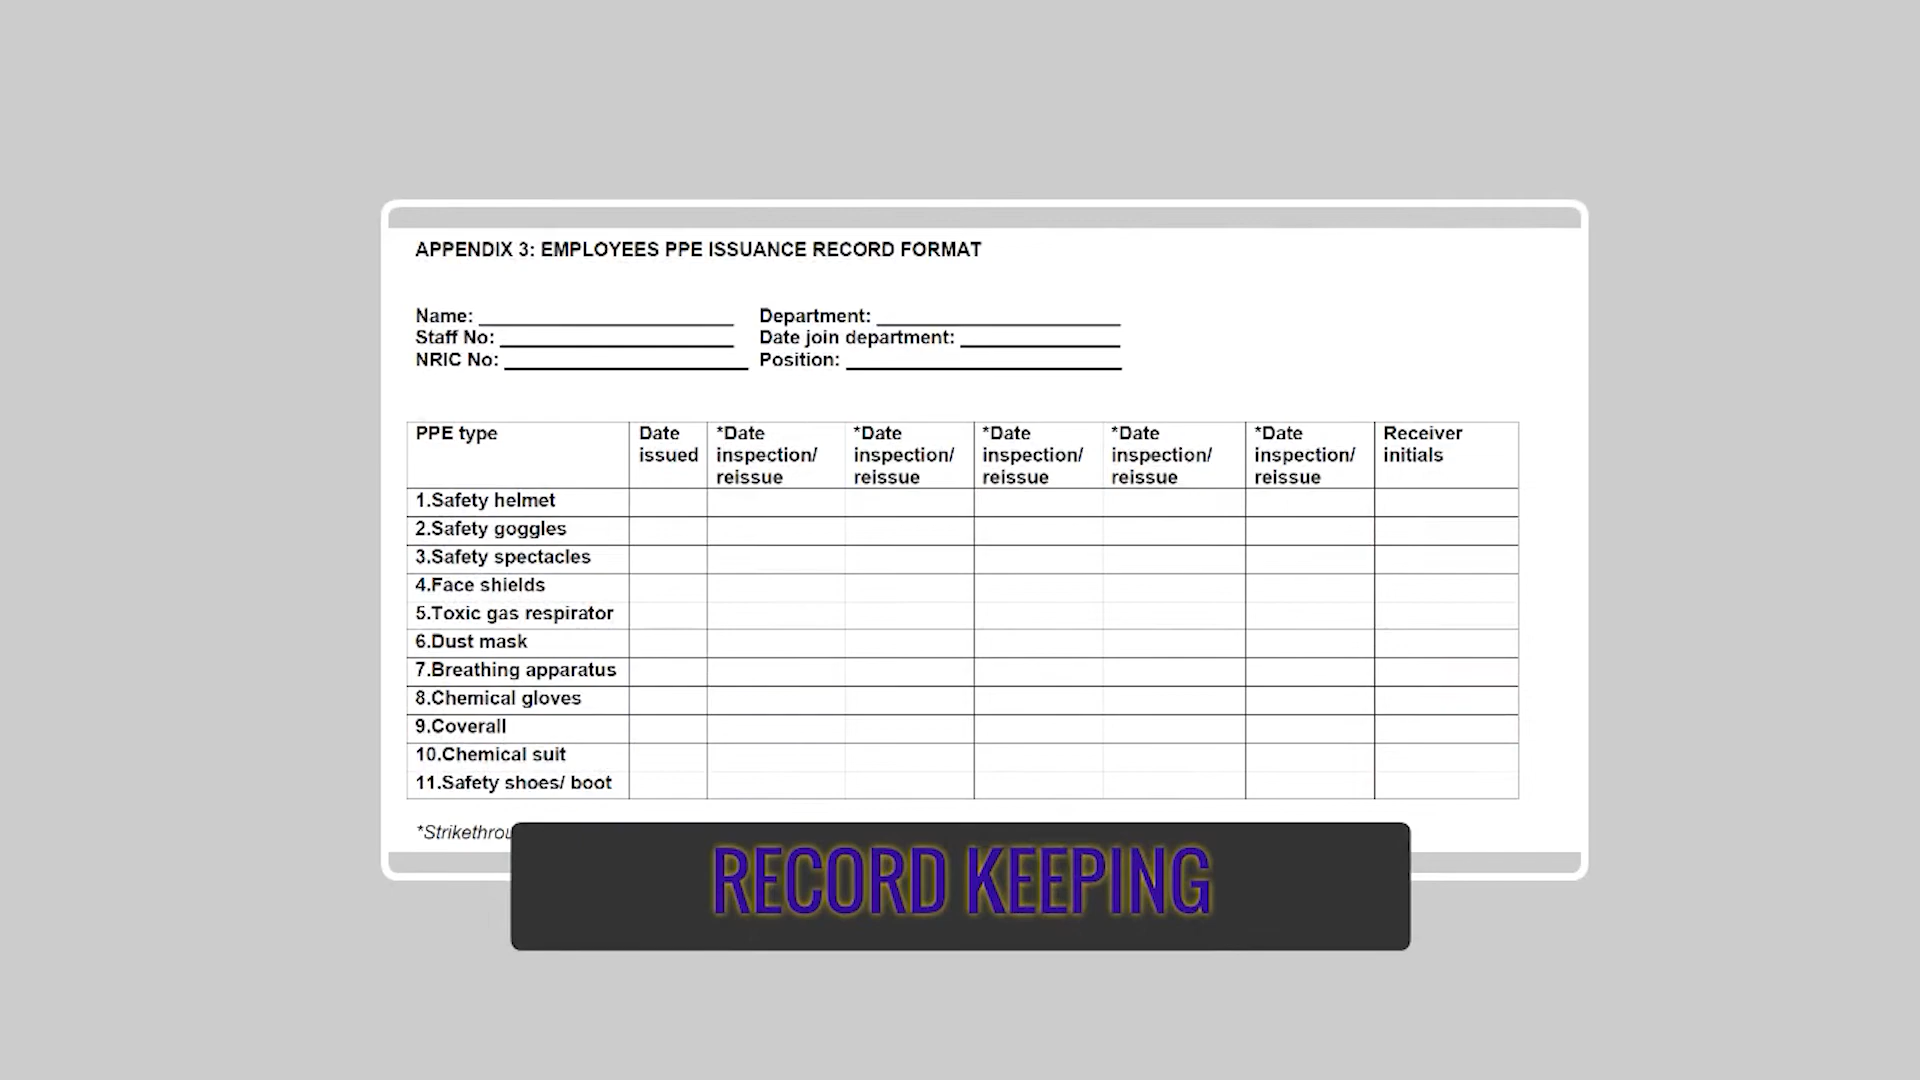 APPENDIX 3: EMPLOYEES PPE ISSUANCE RECORD FORMAT
Name: Department:
Staff No: Date join department:
NRIC No: Position:
PPE type Date issued *Date inspection/ reissue *Date inspection/ reissue *Date inspection/ reissue *Date inspection/ reissue *Date inspection/ reissue Receiver initials
1.Safety helmet
2.Safety goggles
3.Safety spectacles
4.Face shields
5.Toxic gas respirator
6.Dust mask
7.Breathing apparatus
8.Chemical gloves
9.Coverall
10.Chemical suit
11.Safety shoes/ boot
RECORD KEEPING